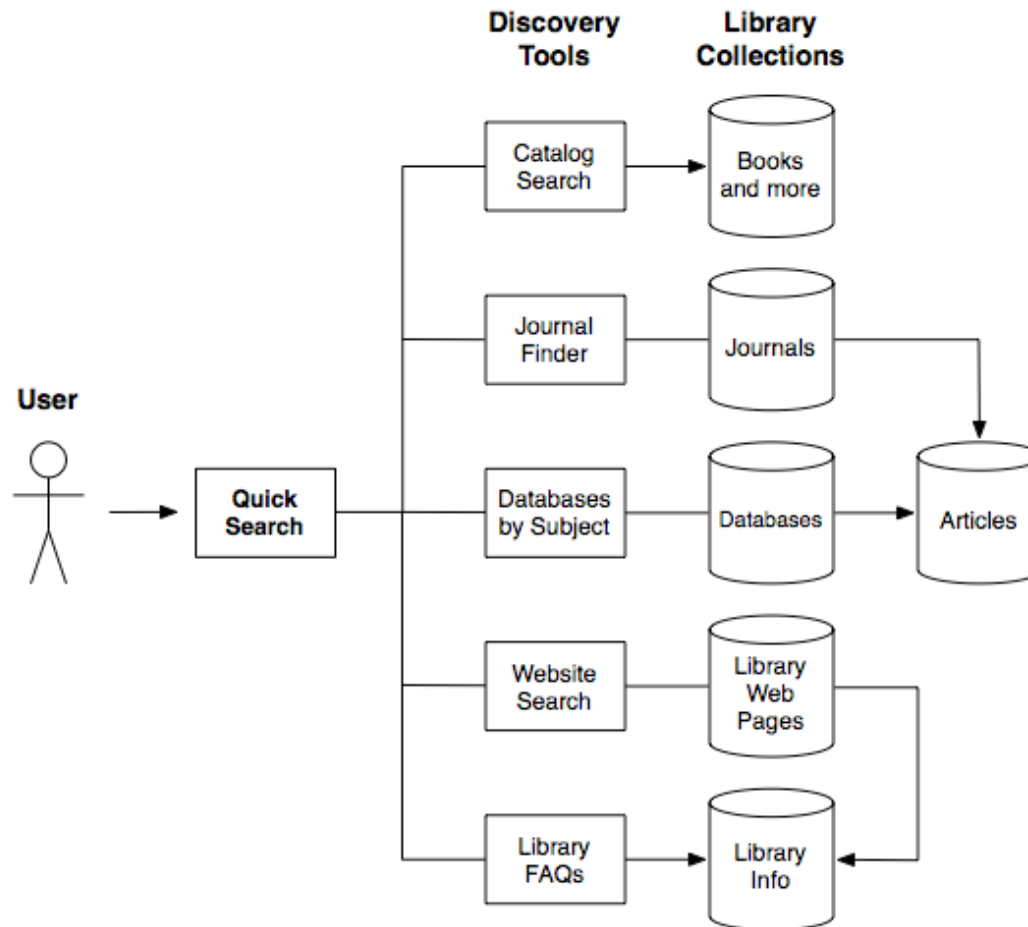 Discovery
Tools
Library
Collections
Catalog
Search
Books
and more
Journal
Finder
Journals
User
Quick
Search
Databases
by Subject
Databases
Articles
Website
Search
Library
Web
Pages
Library
FAQs
Library
Info